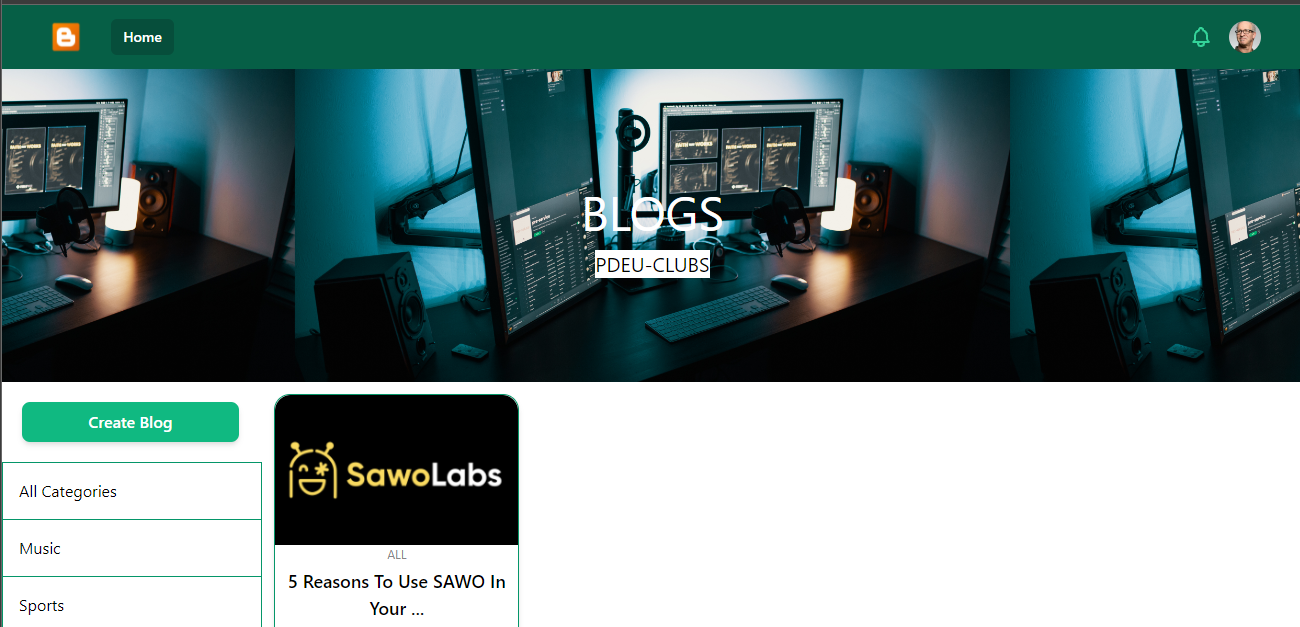 Home
BLOGS
PDEU-CLUBS
Create Blog
All Categories
Music
Sports
SawoLabs
ALL
5 Reasons To Use SAWO In
Your ...